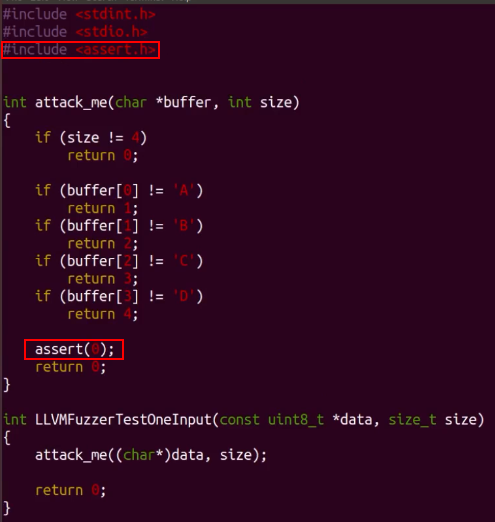 #include <stdint.h>
#include <stdio.h>
#include <assert.h>
int attack_me(char *buffer, int size)
{
if (size != 4)
return 0;
if (buffer[0] != 'A')
return 1;
if (buffer[1] != 'B')
return 2;
if (buffer[2] != 'C')
return 3;
if (buffer[3] != 'D')
return 4;
assert(0);
return 0;
}
int LLVMFuzzerTestOneInput(const uint8_t *data, size_t size)
{
attack_me((char*)data, size);
return 0;
}